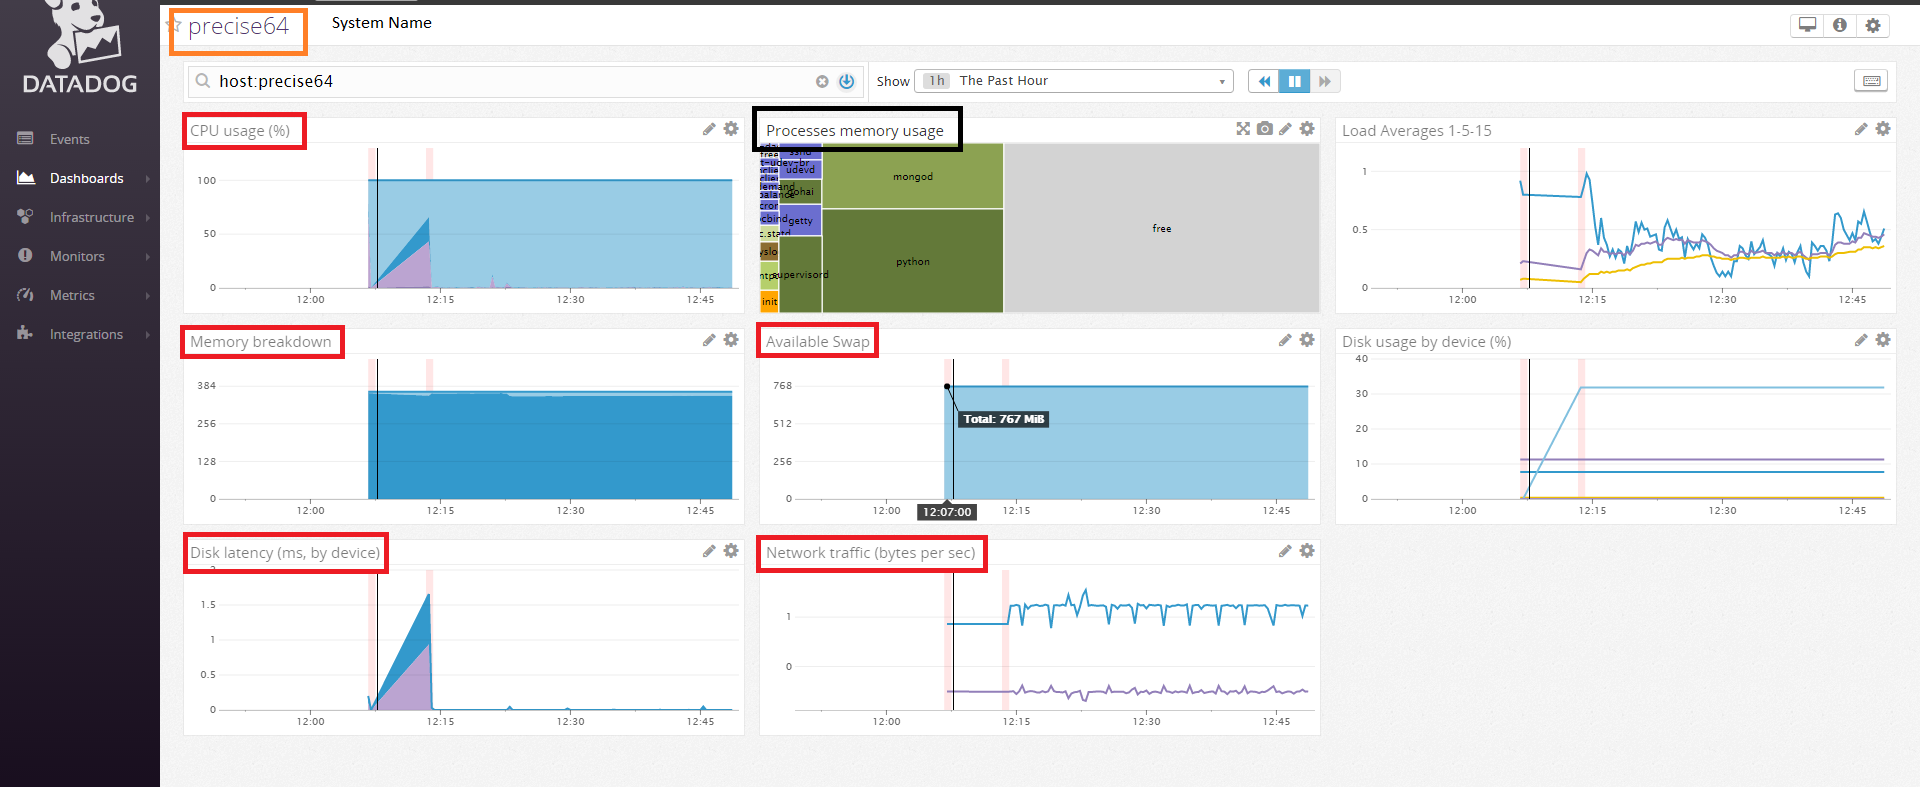 precise64
System Name
DATADOG
host:precise64
Show
1h The Past Hour
Events
Dashboards
Infrastructure
Monitors
Metrics
Integrations
CPU usage (%)
100
50
0
12:00 12:15 12:30 12:45
Processes memory usage
free
sshd
udevd
gohai
getty
supervisord
init
mongod
python
free
Load Averages 1-5-15
1
0.5
0
12:00 12:15 12:30 12:45
Memory breakdown
384
256
128
0
12:00 12:15 12:30 12:45
Available Swap
768
512
256
0
Total: 767 MiB
12:00 12:07:00 12:15 12:30 12:45
Disk usage by device (%)
40
30
20
10
0
12:00 12:15 12:30 12:45
Disk latency (ms, by device)
1.5
1
0.5
0
12:00 12:15 12:30 12:45
Network traffic (bytes per sec)
1
0
12:00 12:15 12:30 12:45